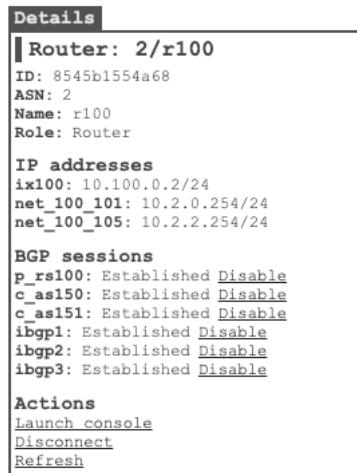 Details
Router: 2/r100
ID: 8545b1554a68
ASN: 2
Name: r100
Role: Router
IP addresses
ix100: 10.100.0.2/24
net_100_101: 10.2.0.254/24
net_100_105: 10.2.2.254/24
BGP sessions
p_rs100: Established Disable
c_as150: Established Disable
c_as151: Established Disable
ibgp1: Established Disable
ibgp2: Established Disable
ibgp3: Established Disable
Actions
Launch console
Disconnect
Refresh